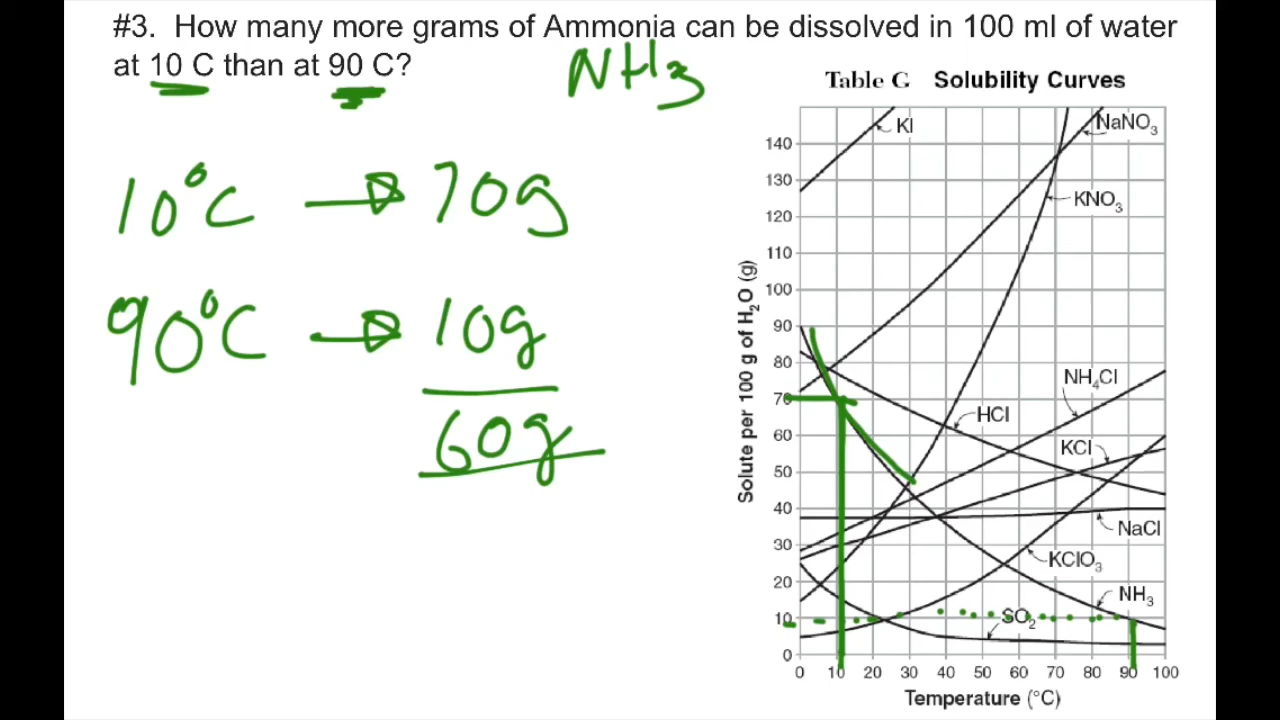 #3. How many more grams of Ammonia can be dissolved in 100 ml of water
at 10 C than at 90 C?
NH3
10°C → 70g
90°C → 10g
60g
Table G Solubility Curves
KI
NaNO₃
KNO₃
HCl
NH₄Cl
KCl
NaCl
KClO₃
NH₃
SO₂
Solute per 100 g of H₂O (g)
140
130
120
110
100
90
80
70
60
50
40
30
20
10
0
0 10 20 30 40 50 60 70 80 90 100
Temperature (°C)